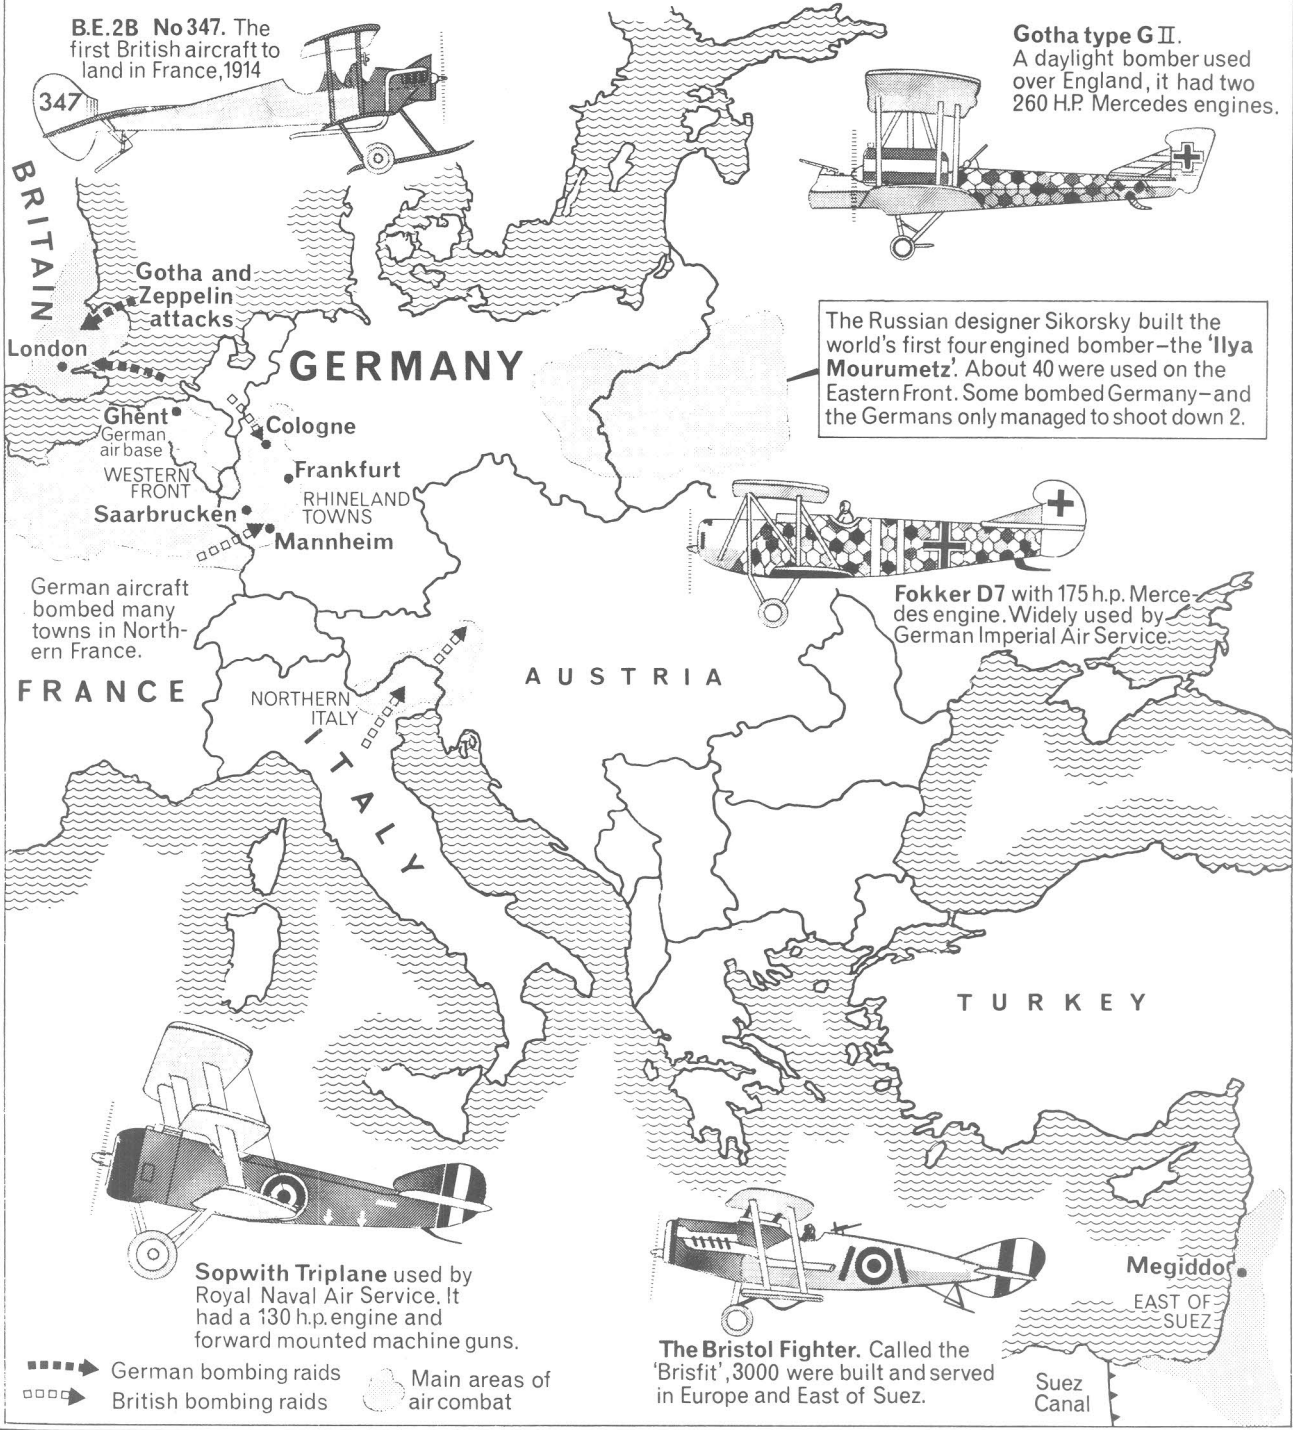 B.E.2B No 347. The
first British aircraft to
land in France, 1914
347
Gotha type G II.
A daylight bomber used
over England, it had two
260 H.P. Mercedes engines.
BRITAIN
Gotha and
Zeppelin
attacks
London
GERMANY
The Russian designer Sikorsky built the
world's first four engined bomber–the 'Ilya
Mourumetz'. About 40 were used on the
Eastern Front. Some bombed Germany–and
the Germans only managed to shoot down 2.
Ghènt
German
air base
WESTERN
FRONT
Cologne
Frankfurt
RHINELAND
TOWNS
Saarbrucken
Mannheim
German aircraft
bombed many
towns in North-
ern France.
Fokker D7 with 175 h.p. Merce-
des engine. Widely used by
German Imperial Air Service.
FRANCE
NORTHERN
ITALY
AUSTRIA
ITALY
TURKEY
Sopwith Triplane used by
Royal Naval Air Service. It
had a 130 h.p. engine and
forward mounted machine guns.
The Bristol Fighter. Called the
'Brisfit', 3000 were built and served
in Europe and East of Suez.
Megiddo
EAST OF
SUEZ
Suez
Canal
German bombing raids
British bombing raids
Main areas of
air combat